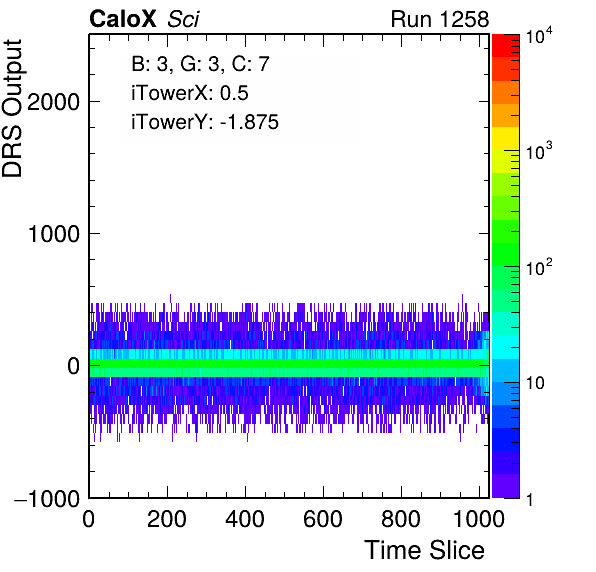 CaloX Sci Run 1258
B: 3, G: 3, C: 7
iTowerX: 0.5
iTowerY: -1.875
DRS Output
2000
1000
0
−1000
0 200 400 600 800 1000
Time Slice
10^4
10^3
10^2
10
1